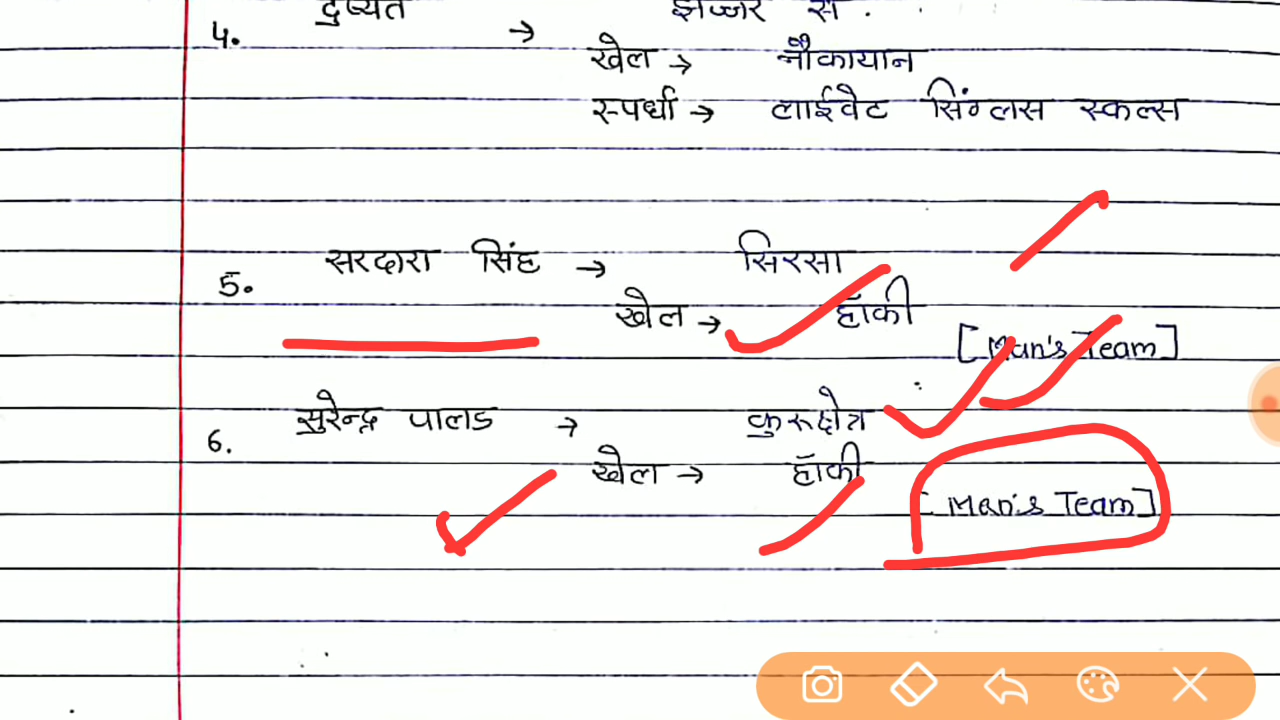 4. दुष्यंत → झज्जर से .
खेल → नौकायान
स्पर्धा → लाईवेट सिंगलस स्कल्स
5. सरदारा सिंह → सिरसा
खेल → हॉकी
[Man's Team]
6. सुरेन्द्र पालड → कुरुक्षेत्र
खेल → हॉकी
[Man's Team]